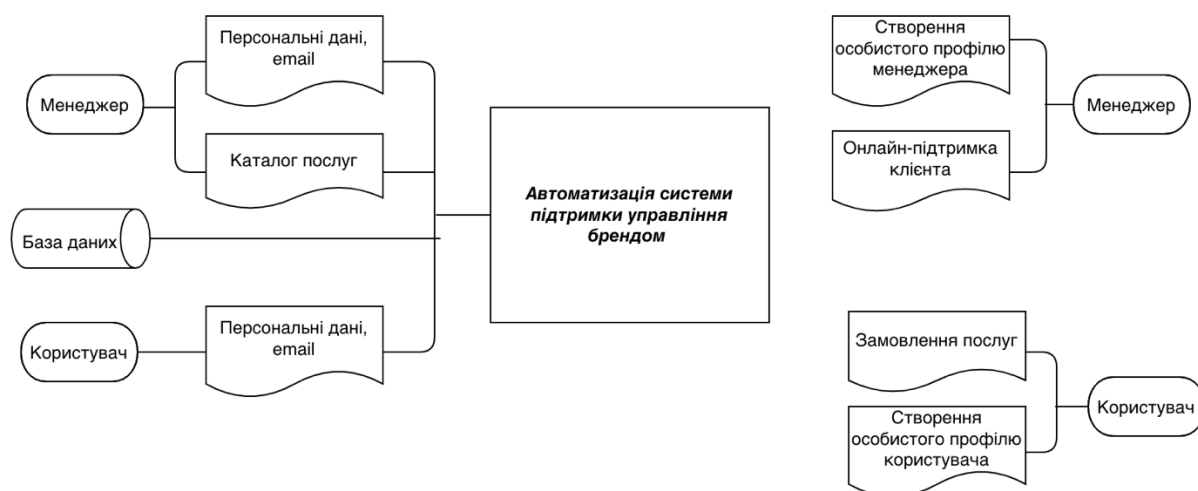 Персональні дані,
email
Менеджер
Каталог послуг
База даних
Користувач
Персональні дані,
email
Автоматизація системи
підтримки управління
брендом
Створення
особистого профілю
менеджера
Менеджер
Онлайн-підтримка
клієнта
Замовлення послуг
Користувач
Створення
особистого профілю
користувача